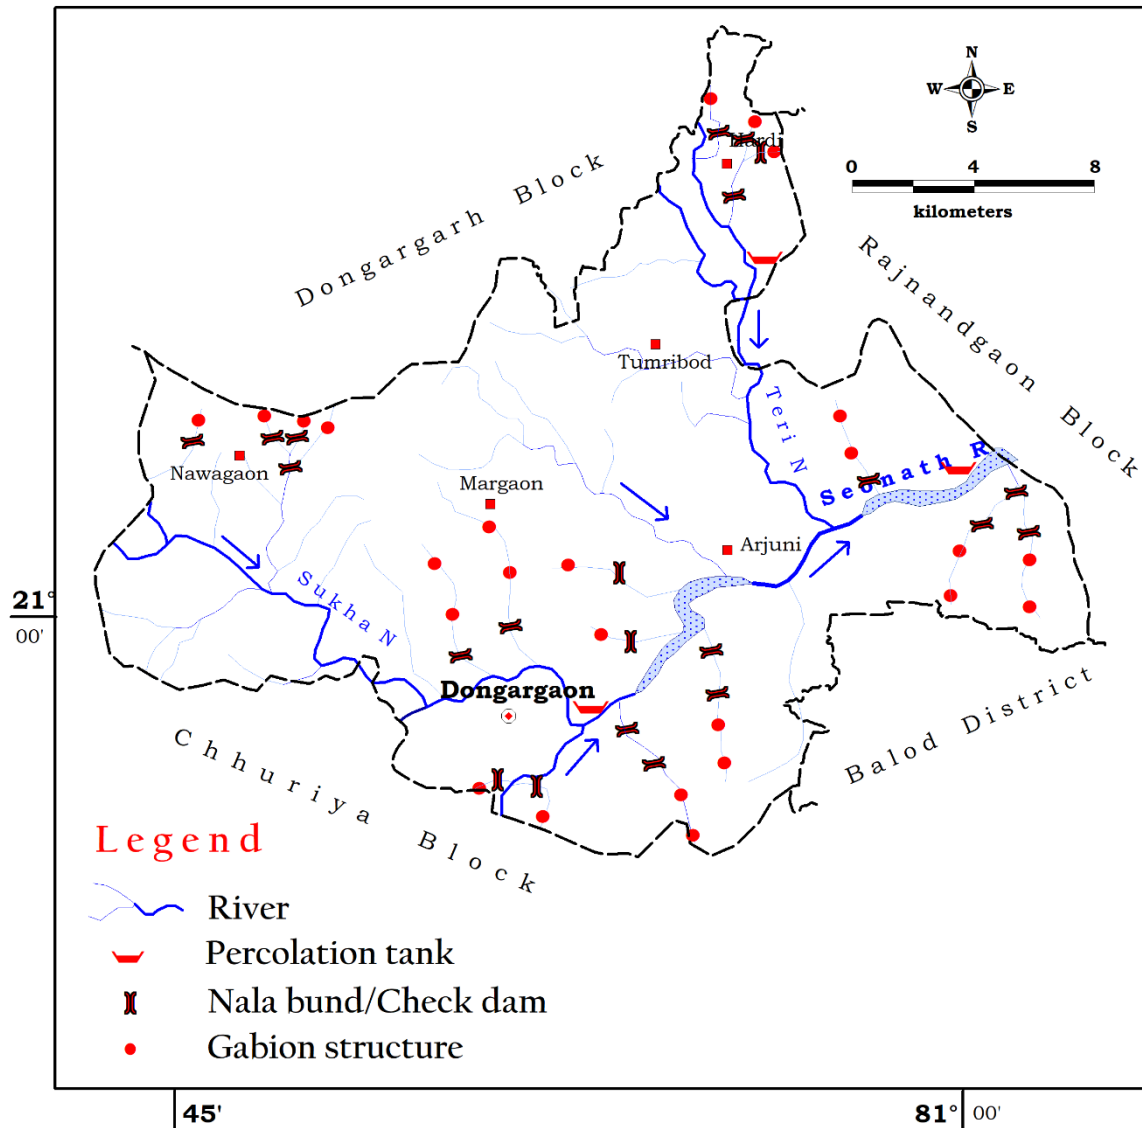 N
W E
S
0 4 8
kilometers
Hardi
Dongargarh Block
Rajnandgaon Block
Tumribod
Teri N
Nawagaon
Margaon
Seonath R
Arjuni
Sukha N
21°
00'
Dongargaon
Chhuriya Block
Balod District
Legend
River
Percolation tank
Nala bund/Check dam
Gabion structure
45' 81° 00'